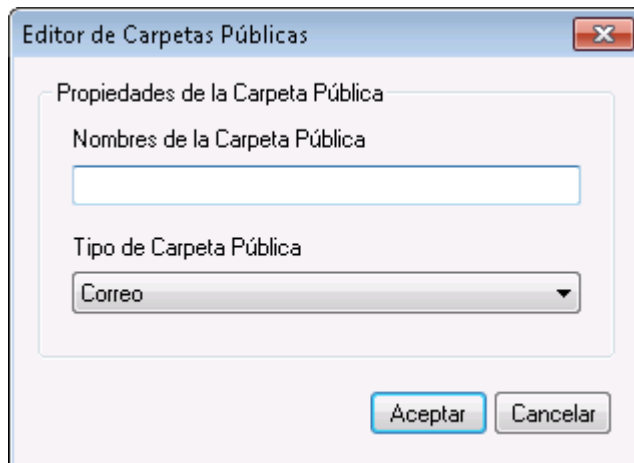 Editor de Carpetas Públicas
Propiedades de la Carpeta Pública
Nombres de la Carpeta Pública
Tipo de Carpeta Pública
Correo
Aceptar Cancelar